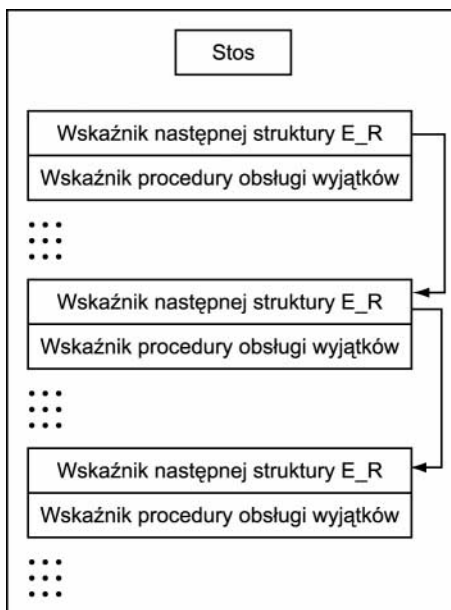 Stos
Wskaźnik następnej struktury E_R
Wskaźnik procedury obsługi wyjątków
Wskaźnik następnej struktury E_R
Wskaźnik procedury obsługi wyjątków
Wskaźnik następnej struktury E_R
Wskaźnik procedury obsługi wyjątków